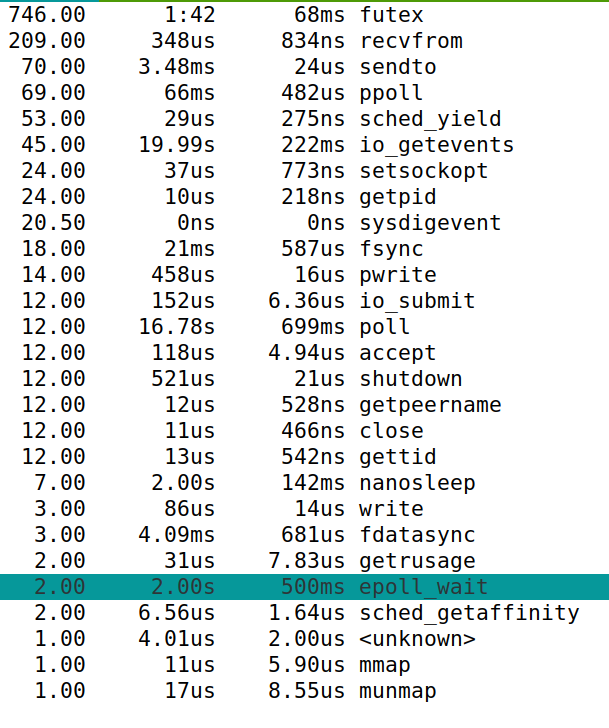 746.00 1:42 68ms futex
209.00 348us 834ns recvfrom
70.00 3.48ms 24us sendto
69.00 66ms 482us ppoll
53.00 29us 275ns sched_yield
45.00 19.99s 222ms io_getevents
24.00 37us 773ns setsockopt
24.00 10us 218ns getpid
20.50 0ns 0ns sysdigevent
18.00 21ms 587us fsync
14.00 458us 16us pwrite
12.00 152us 6.36us io_submit
12.00 16.78s 699ms poll
12.00 118us 4.94us accept
12.00 521us 21us shutdown
12.00 12us 528ns getpeername
12.00 11us 466ns close
12.00 13us 542ns gettid
7.00 2.00s 142ms nanosleep
3.00 86us 14us write
3.00 4.09ms 681us fdatasync
2.00 31us 7.83us getrusage
2.00 2.00s 500ms epoll_wait
2.00 6.56us 1.64us sched_getaffinity
1.00 4.01us 2.00us <unknown>
1.00 11us 5.90us mmap
1.00 17us 8.55us munmap